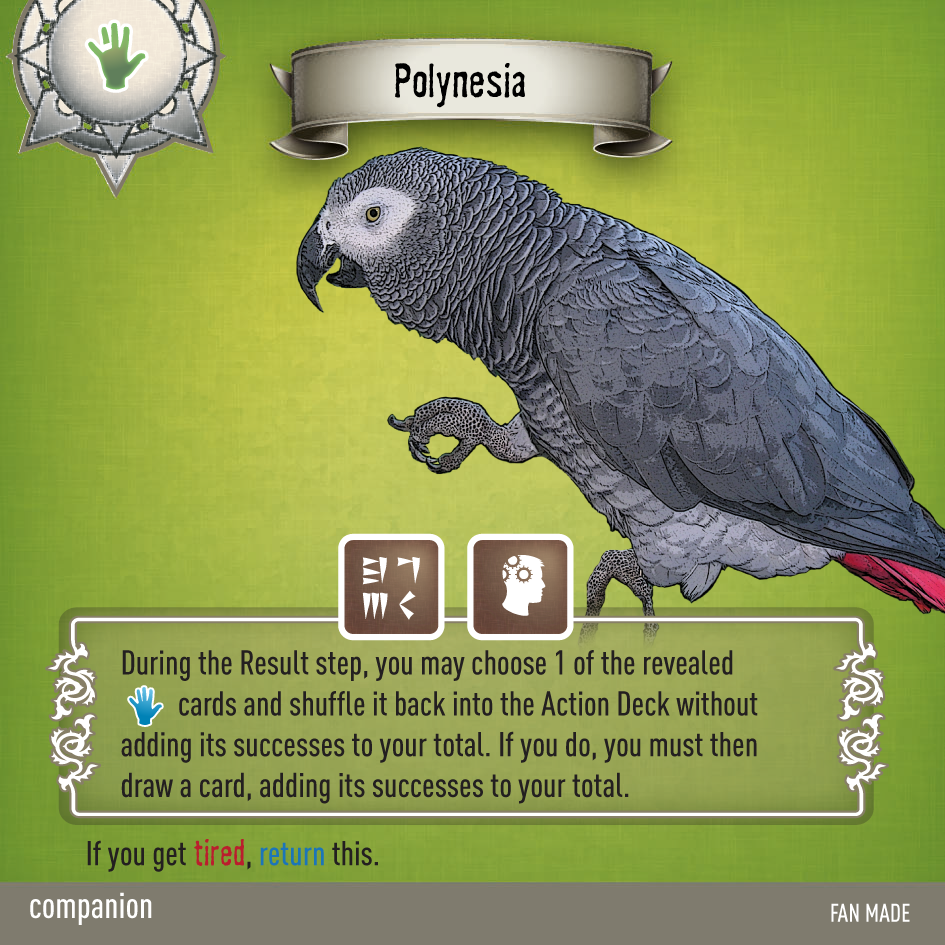 Polynesia
During the Result step, you may choose 1 of the revealed
cards and shuffle it back into the Action Deck without
adding its successes to your total. If you do, you must then
draw a card, adding its successes to your total.
If you get tired, return this.
companion
FAN MADE